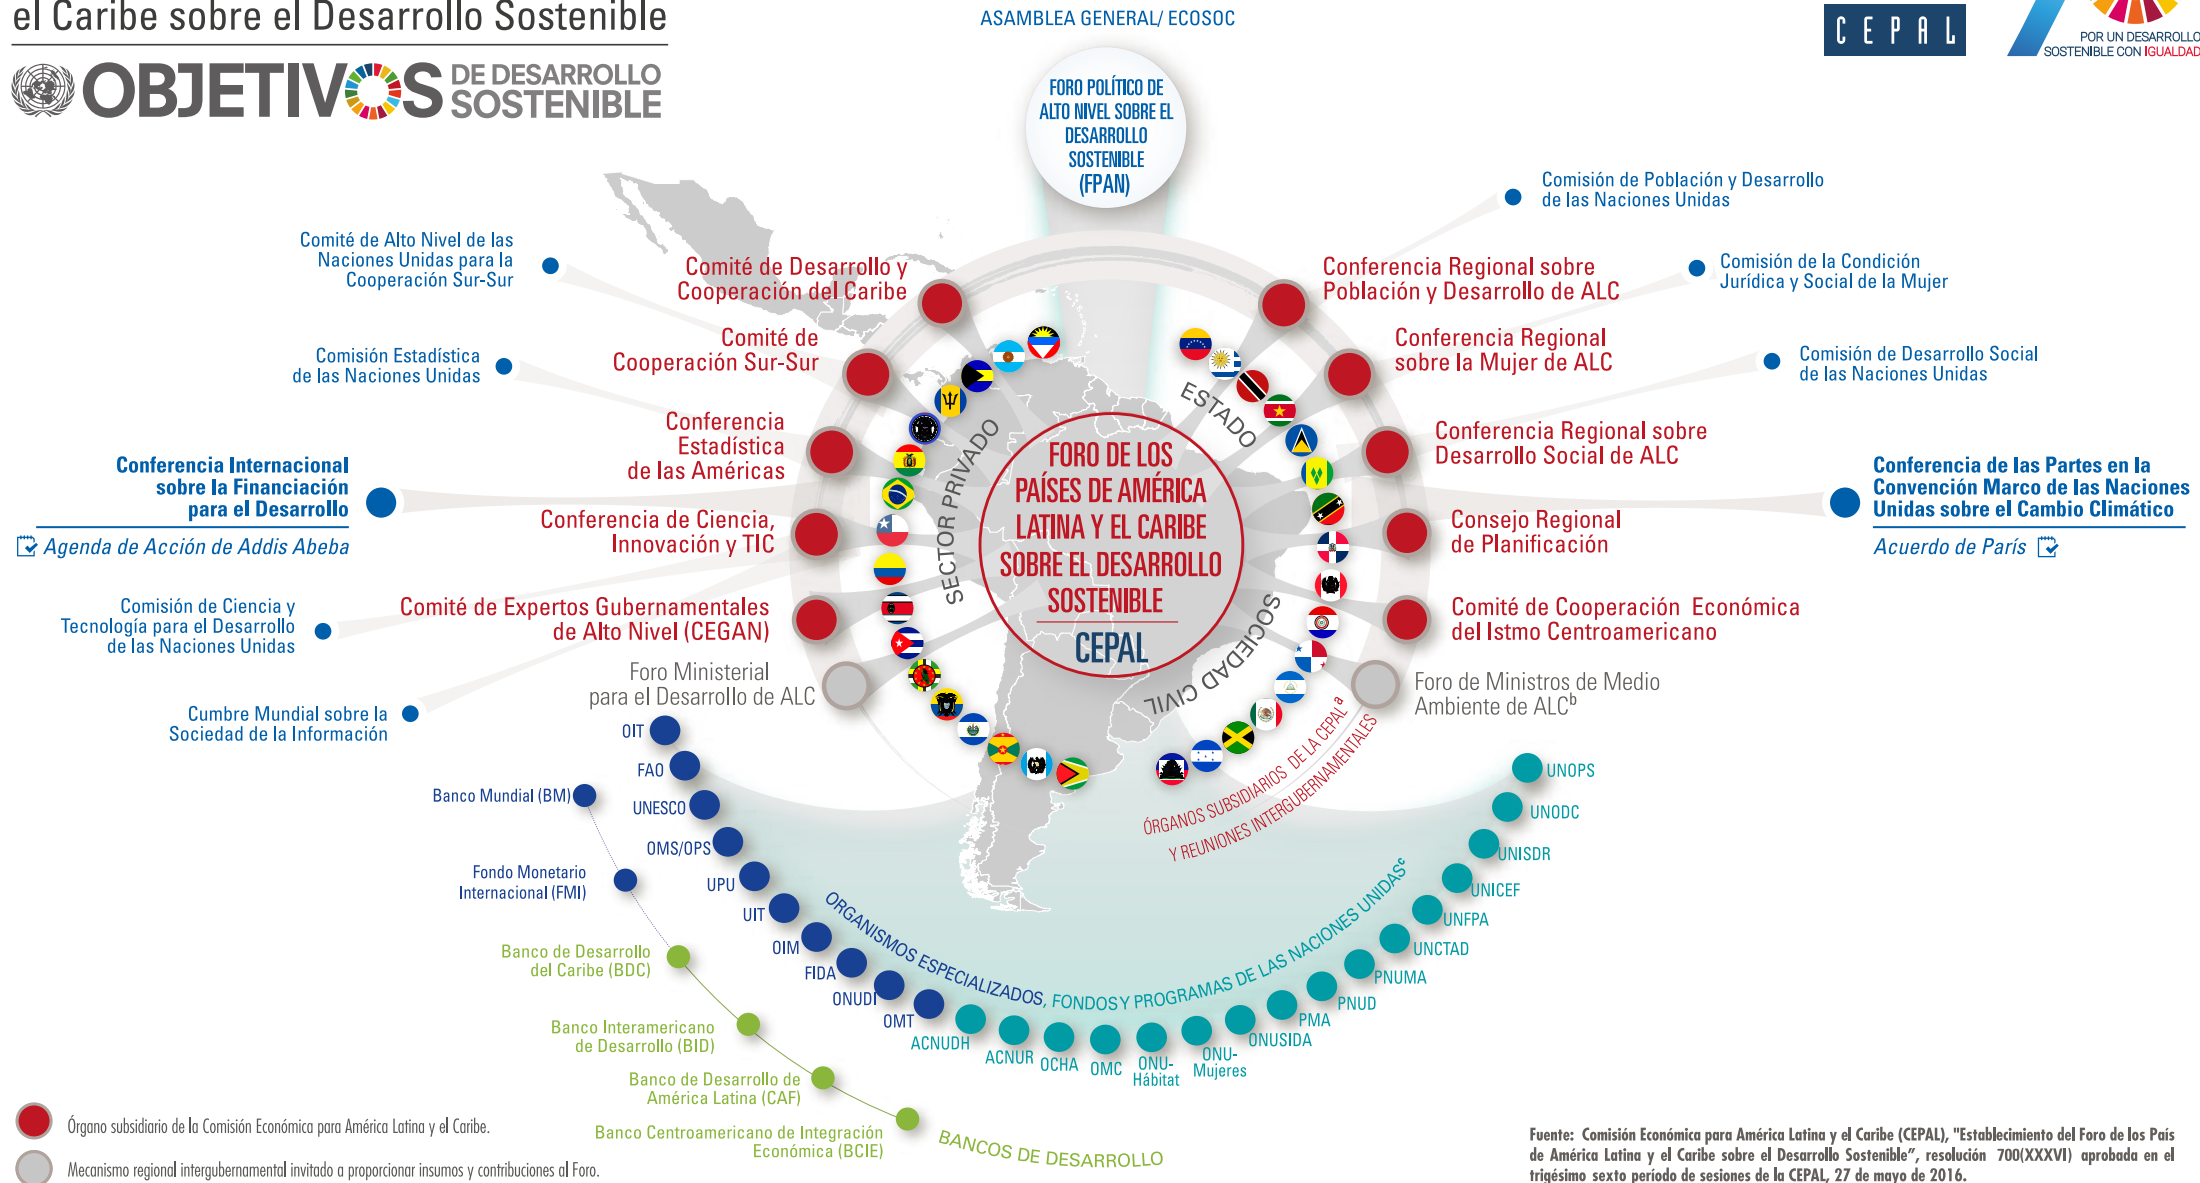 el Caribe sobre el Desarrollo Sostenible
OBJETIVOS DE DESARROLLO
SOSTENIBLE
ASAMBLEA GENERAL/ ECOSOC
CEPAL
POR UN DESARROLLO
SOSTENIBLE CON IGUALDAD
FORO POLÍTICO DE
ALTO NIVEL SOBRE EL
DESARROLLO
SOSTENIBLE
(FPAN)
Comité de Alto Nivel de las
Naciones Unidas para la
Cooperación Sur-Sur
Comisión Estadística
de las Naciones Unidas
Conferencia Internacional
sobre la Financiación
para el Desarrollo
Agenda de Acción de Addis Abeba
Comisión de Ciencia y
Tecnología para el Desarrollo
de las Naciones Unidas
Cumbre Mundial sobre la
Sociedad de la Información
Comité de Desarrollo y
Cooperación del Caribe
Comité de
Cooperación Sur-Sur
Conferencia
Estadística
de las Américas
Conferencia de Ciencia,
Innovación y TIC
Comité de Expertos Gubernamentales
de Alto Nivel (CEGAN)
Foro Ministerial
para el Desarrollo de ALC
SECTOR PRIVADO
ESTADO
SOCIEDAD CIVIL
FORO DE LOS
PAÍSES DE AMÉRICA
LATINA Y EL CARIBE
SOBRE EL DESARROLLO
SOSTENIBLE
CEPAL
Conferencia Regional sobre
Población y Desarrollo de ALC
Conferencia Regional
sobre la Mujer de ALC
Conferencia Regional sobre
Desarrollo Social de ALC
Consejo Regional
de Planificación
Comité de Cooperación Económica
del Istmo Centroamericano
Foro de Ministros de Medio
Ambiente de ALCb
Comisión de Población y Desarrollo
de las Naciones Unidas
Comisión de la Condición
Jurídica y Social de la Mujer
Comisión de Desarrollo Social
de las Naciones Unidas
Conferencia de las Partes en la
Convención Marco de las Naciones
Unidas sobre el Cambio Climático
Acuerdo de París
ÓRGANOS SUBSIDIARIOS DE LA CEPALa
Y REUNIONES INTERGUBERNAMENTALES
OIT
FAO
UNESCO
OMS/OPS
UPU
UIT
OIM
FIDA
ONUDI
OMT
ACNUDH
ACNUR
OCHA
OMC
ONU-
Hábitat
ONU-
Mujeres
ONUSIDA
PMA
PNUD
PNUMA
UNCTAD
UNFPA
UNICEF
UNISDR
UNODC
UNOPS
ORGANISMOS ESPECIALIZADOS, FONDOS Y PROGRAMAS DE LAS NACIONES UNIDASc
Banco Mundial (BM)
Fondo Monetario
Internacional (FMI)
Banco de Desarrollo
del Caribe (BDC)
Banco Interamericano
de Desarrollo (BID)
Banco de Desarrollo de
América Latina (CAF)
Banco Centroamericano de Integración
Económica (BCIE)
BANCOS DE DESARROLLO
Órgano subsidiario de la Comisión Económica para América Latina y el Caribe.
Mecanismo regional intergubernamental invitado a proporcionar insumos y contribuciones al Foro.
Fuente: Comisión Económica para América Latina y el Caribe (CEPAL), "Establecimiento del Foro de los País
de América Latina y el Caribe sobre el Desarrollo Sostenible", resolución 700(XXXVI) aprobada en el
trigésimo sexto período de sesiones de la CEPAL, 27 de mayo de 2016.